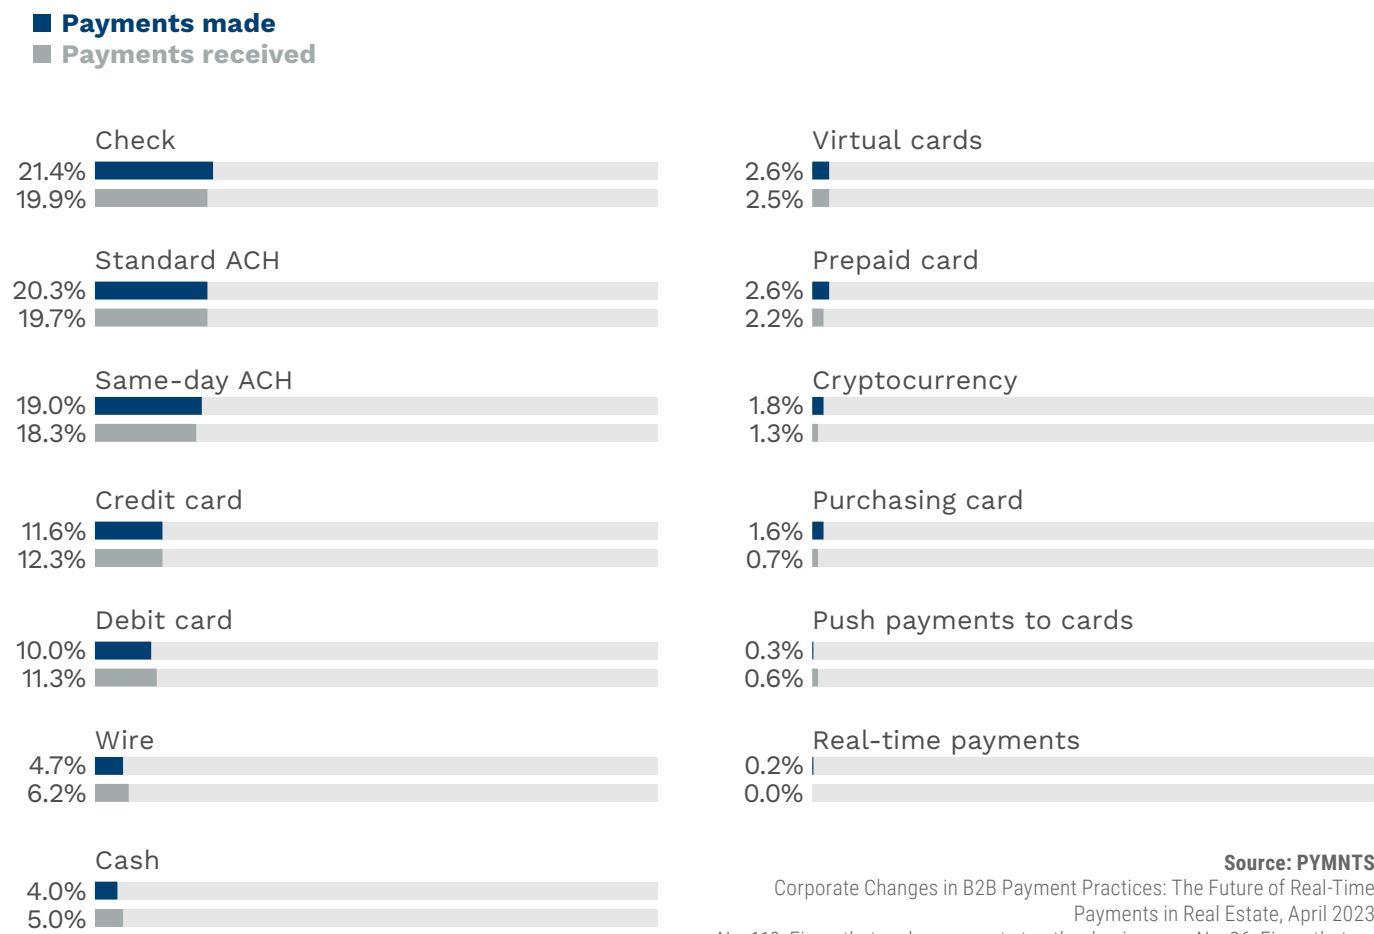 Payments made
Payments received
Check
21.4%
19.9%
Standard ACH
20.3%
19.7%
Same-day ACH
19.0%
18.3%
Credit card
11.6%
12.3%
Debit card
10.0%
11.3%
Wire
4.7%
6.2%
Cash
4.0%
5.0%
Virtual cards
2.6%
2.5%
Prepaid card
2.6%
2.2%
Cryptocurrency
1.8%
1.3%
Purchasing card
1.6%
0.7%
Push payments to cards
0.3%
0.6%
Real-time payments
0.2%
0.0%
Source: PYMNTS
Corporate Changes in B2B Payment Practices: The Future of Real-Time
Payments in Real Estate, April 2023